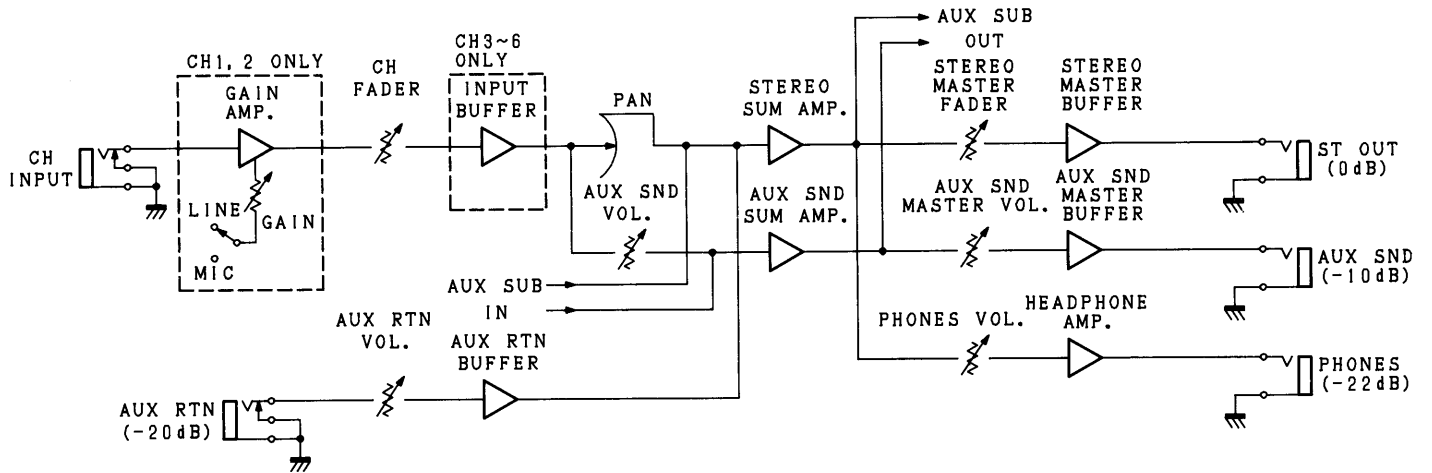 AUX SUB
OUT
CH3~6
ONLY
CH1, 2 ONLY
CH
FADER
GAIN
AMP.
INPUT
BUFFER
PAN
STEREO
SUM AMP.
STEREO
MASTER
FADER
STEREO
MASTER
BUFFER
CH
INPUT
ST OUT
(0dB)
LINE
GAIN
MIC
AUX SND
VOL.
AUX SND
SUM AMP.
AUX SND
MASTER VOL.
AUX SND
MASTER
BUFFER
AUX SND
(-10dB)
AUX SUB
IN
AUX RTN
VOL.
AUX RTN
BUFFER
PHONES VOL.
HEADPHONE
AMP.
PHONES
(-22dB)
AUX RTN
(-20dB)